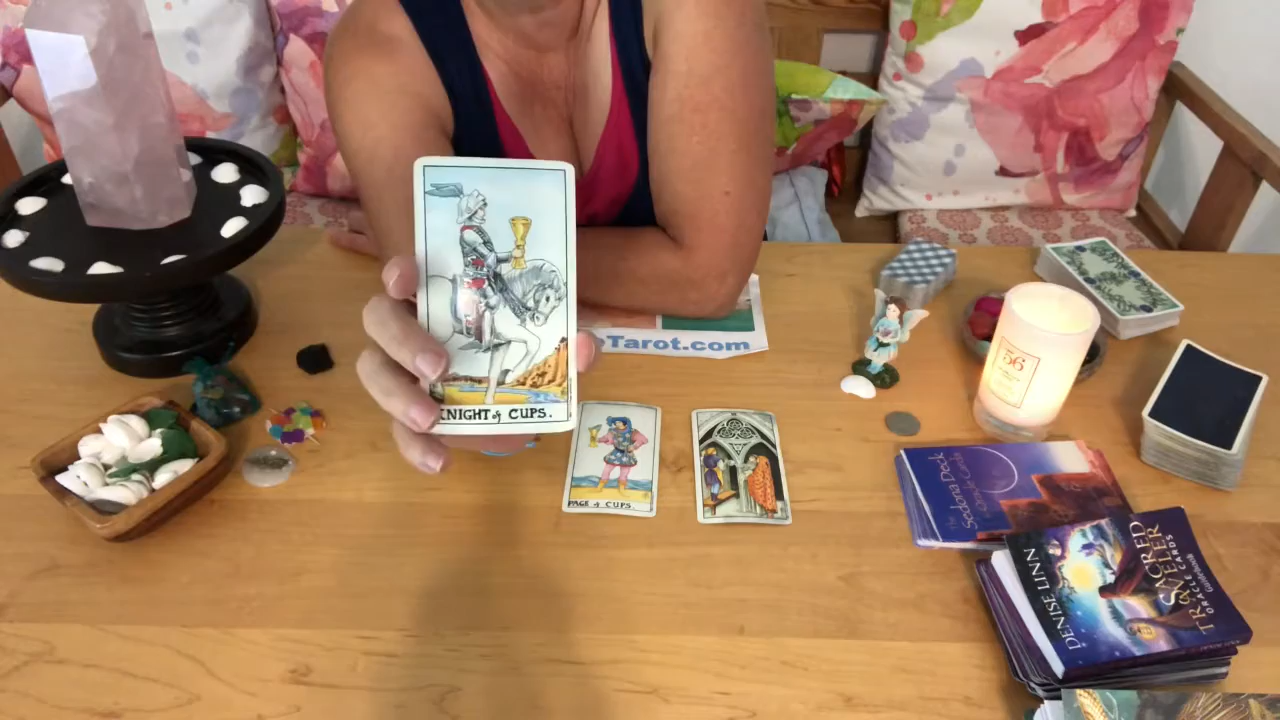 KNIGHT of CUPS.
Tarot.com
PAGE of CUPS.
56
The
Sedona Deck
Oracle Cards
DENISE LINN
SACRED
TRAVELER
ORACLE CARDS
Guidebook